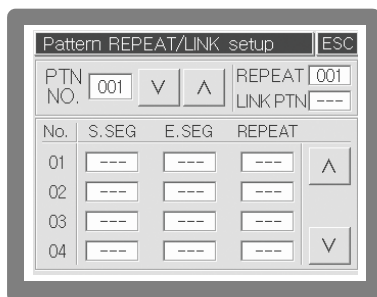 Pattern REPEAT/LINK setup ESC
PTN NO. 001 ∨ ∧ REPEAT 001
LINK PTN ---
No. S.SEG E.SEG REPEAT
01 --- --- --- ∧
02 --- --- ---
03 --- --- ---
04 --- --- --- ∨